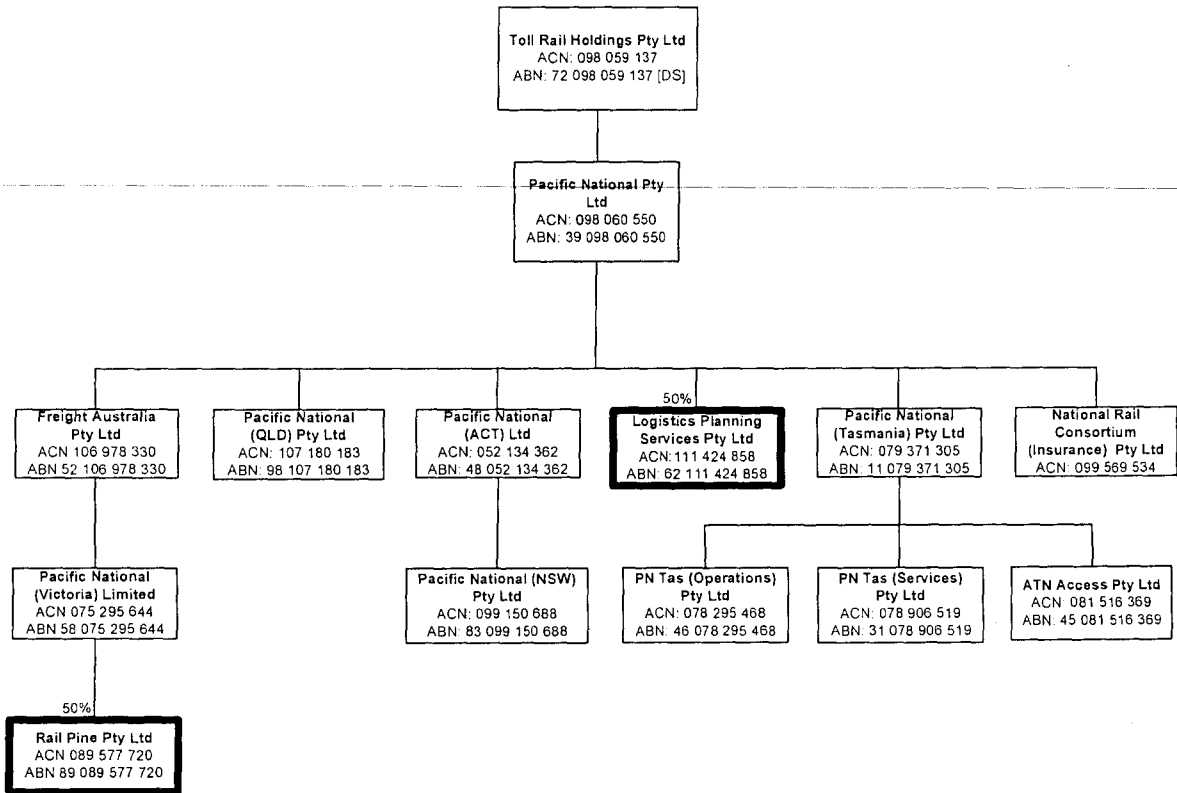 Toll Rail Holdings Pty Ltd
ACN: 098 059 137
ABN: 72 098 059 137 [DS]
Pacific National Pty
Ltd
ACN: 098 060 550
ABN: 39 098 060 550
Freight Australia
Pty Ltd
ACN 106 978 330
ABN 52 106 978 330
Pacific National
(QLD) Pty Ltd
ACN: 107 180 183
ABN: 98 107 180 183
Pacific National
(ACT) Ltd
ACN: 052 134 362
ABN: 48 052 134 362
50%
Logistics Planning
Services Pty Ltd
ACN: 111 424 858
ABN: 62 111 424 858
Pacific National
(Tasmania) Pty Ltd
ACN: 079 371 305
ABN: 11 079 371 305
National Rail
Consortium
(Insurance) Pty Ltd
ACN: 099 569 534
Pacific National
(Victoria) Limited
ACN 075 295 644
ABN 58 075 295 644
Pacific National (NSW)
Pty Ltd
ACN: 099 150 688
ABN: 83 099 150 688
PN Tas (Operations)
Pty Ltd
ACN: 078 295 468
ABN: 46 078 295 468
PN Tas (Services)
Pty Ltd
ACN: 078 906 519
ABN: 31 078 906 519
ATN Access Pty Ltd
ACN: 081 516 369
ABN: 45 081 516 369
50%
Rail Pine Pty Ltd
ACN 089 577 720
ABN 89 089 577 720